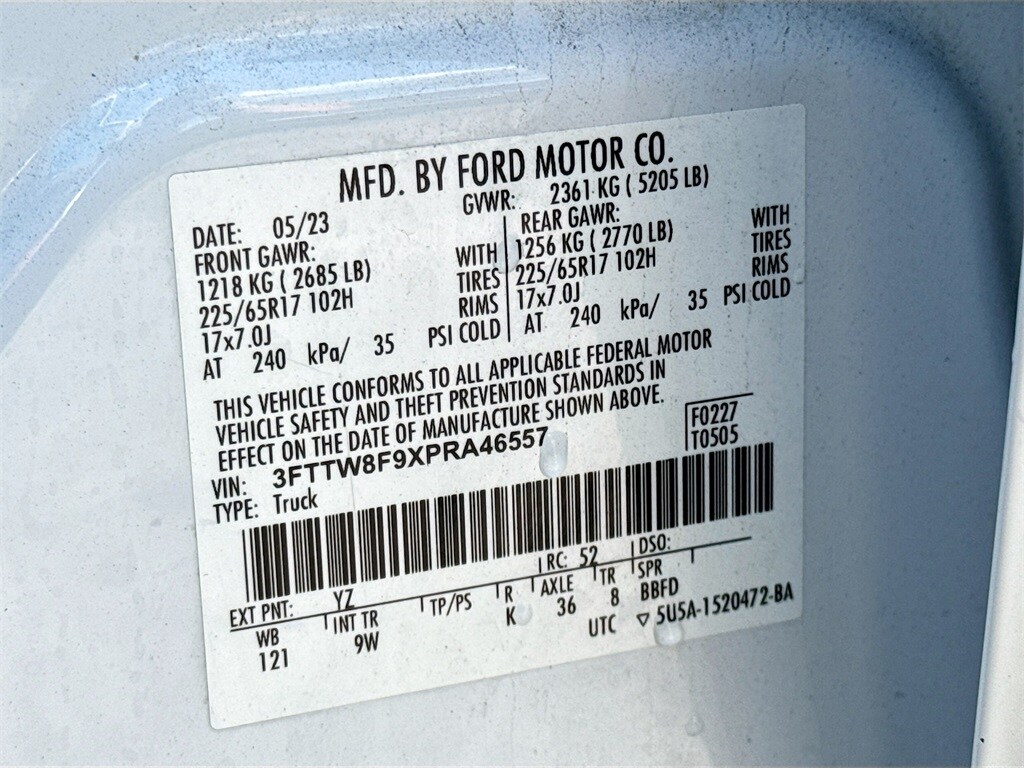 MFD. BY FORD MOTOR CO.
DATE: 05/23 GVWR: 2361 KG ( 5205 LB)
FRONT GAWR: REAR GAWR:
1218 KG ( 2685 LB) WITH 1256 KG ( 2770 LB) WITH
225/65R17 102H TIRES 225/65R17 102H TIRES
17x7.0J RIMS 17x7.0J RIMS
AT 240 kPa/ 35 PSI COLD AT 240 kPa/ 35 PSI COLD
THIS VEHICLE CONFORMS TO ALL APPLICABLE FEDERAL MOTOR
VEHICLE SAFETY AND THEFT PREVENTION STANDARDS IN
EFFECT ON THE DATE OF MANUFACTURE SHOWN ABOVE.
VIN: 3FTTW8F9XPRA46557 F0227
TYPE: Truck T0505
EXT PNT: YZ RC: 52 DSO:
WB INT TR TP/PS R AXLE TR SPR
121 9W K 36 8 BBFD
UTC ▽ 5U5A-1520472-BA